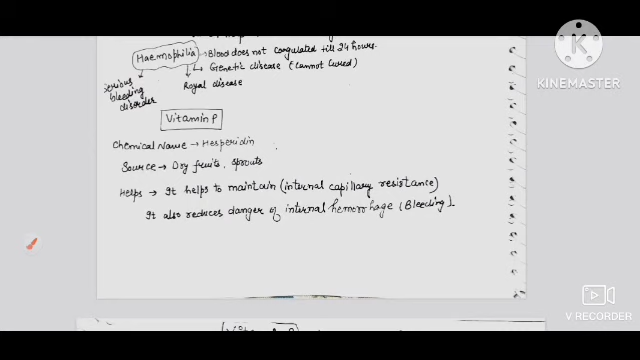 Haemophilia → Blood does not coagulated till 24 hours.
→ Genetic disease (cannot cured)
Serious bleeding disorder
Royal disease
Vitamin P
Chemical Name → Hesperidin
Source → Dry fruits, sprouts
Helps → It helps to maintain (internal capillary resistance)
It also reduces danger of internal hemorrhage (Bleeding).
KINEMASTER
V RECORDER